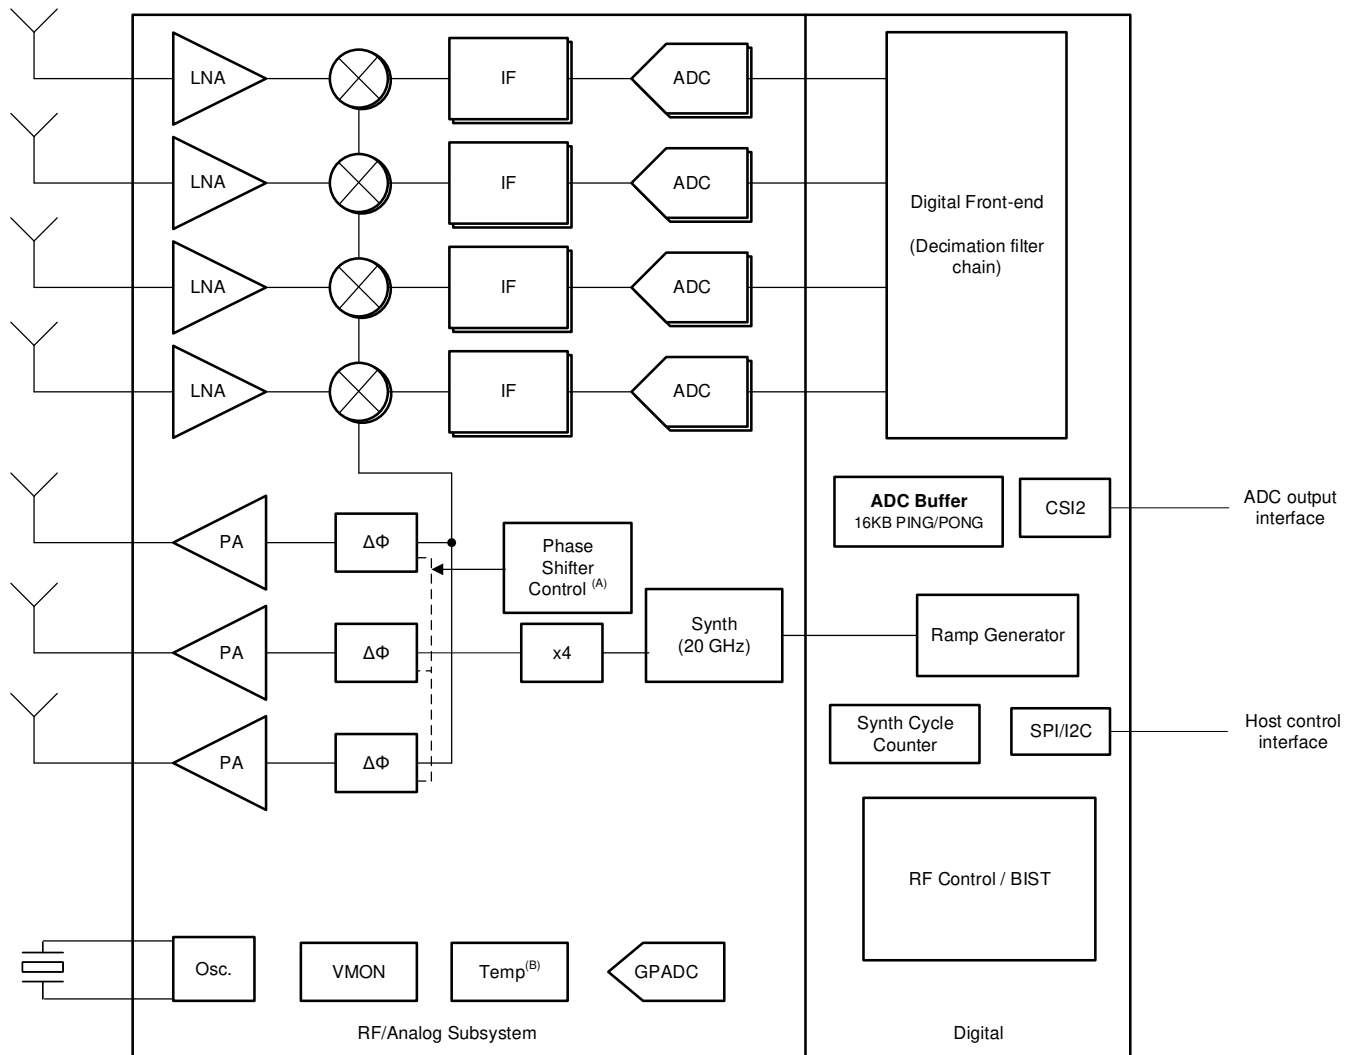 LNA
IF
ADC
LNA
IF
ADC
LNA
IF
ADC
LNA
IF
ADC
Digital Front-end
(Decimation filter
chain)
PA
ΔΦ
Phase
Shifter
Control (A)
ADC Buffer
16KB PING/PONG
CSI2
ADC output
interface
PA
ΔΦ
x4
Synth
(20 GHz)
Ramp Generator
PA
ΔΦ
Synth Cycle
Counter
SPI/I2C
Host control
interface
RF Control / BIST
Osc.
VMON
Temp(B)
GPADC
RF/Analog Subsystem
Digital